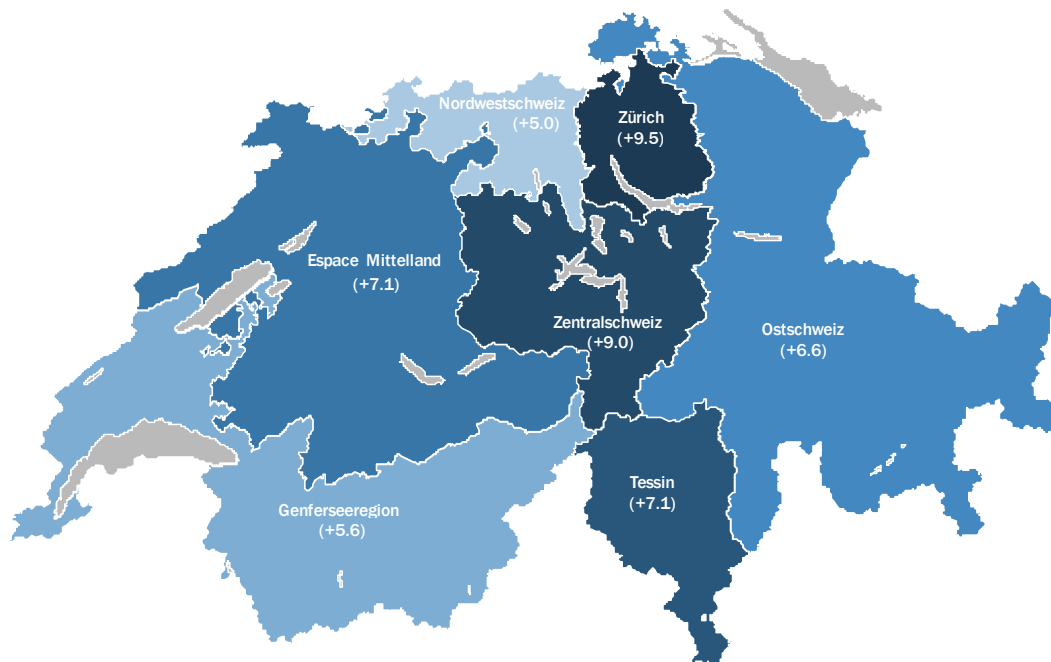 Nordwestschweiz
(+5.0)
Zürich
(+9.5)
Espace Mittelland
(+7.1)
Zentralschweiz
(+9.0)
Ostschweiz
(+6.6)
Tessin
(+7.1)
Genferseeregion
(+5.6)